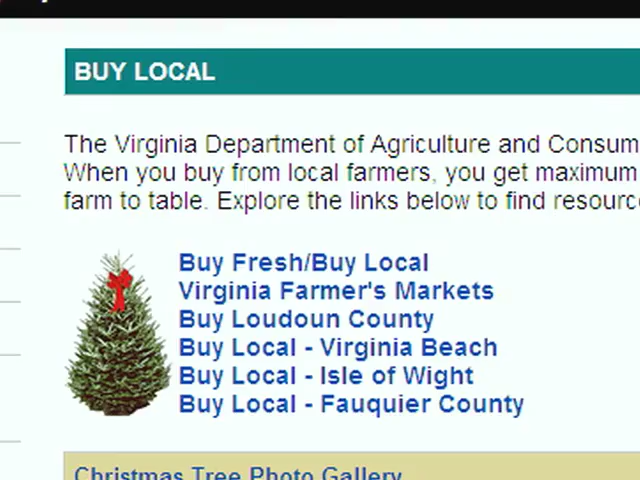 BUY LOCAL
The Virginia Department of Agriculture and Consum
When you buy from local farmers, you get maximum
farm to table. Explore the links below to find resourc
Buy Fresh/Buy Local
Virginia Farmer's Markets
Buy Loudoun County
Buy Local - Virginia Beach
Buy Local - Isle of Wight
Buy Local - Fauquier County
Christmas Tree Photo Gallery